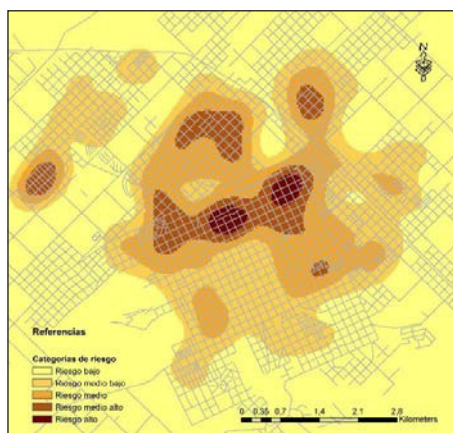 N
Referencias
Categorias de riesgo
Riesgo bajo
Riesgo medio bajo
Riesgo medio
Riesgo medio alto
Riesgo alto
0 0,35 0,7 1,4 2,1 2,8
Kilometers